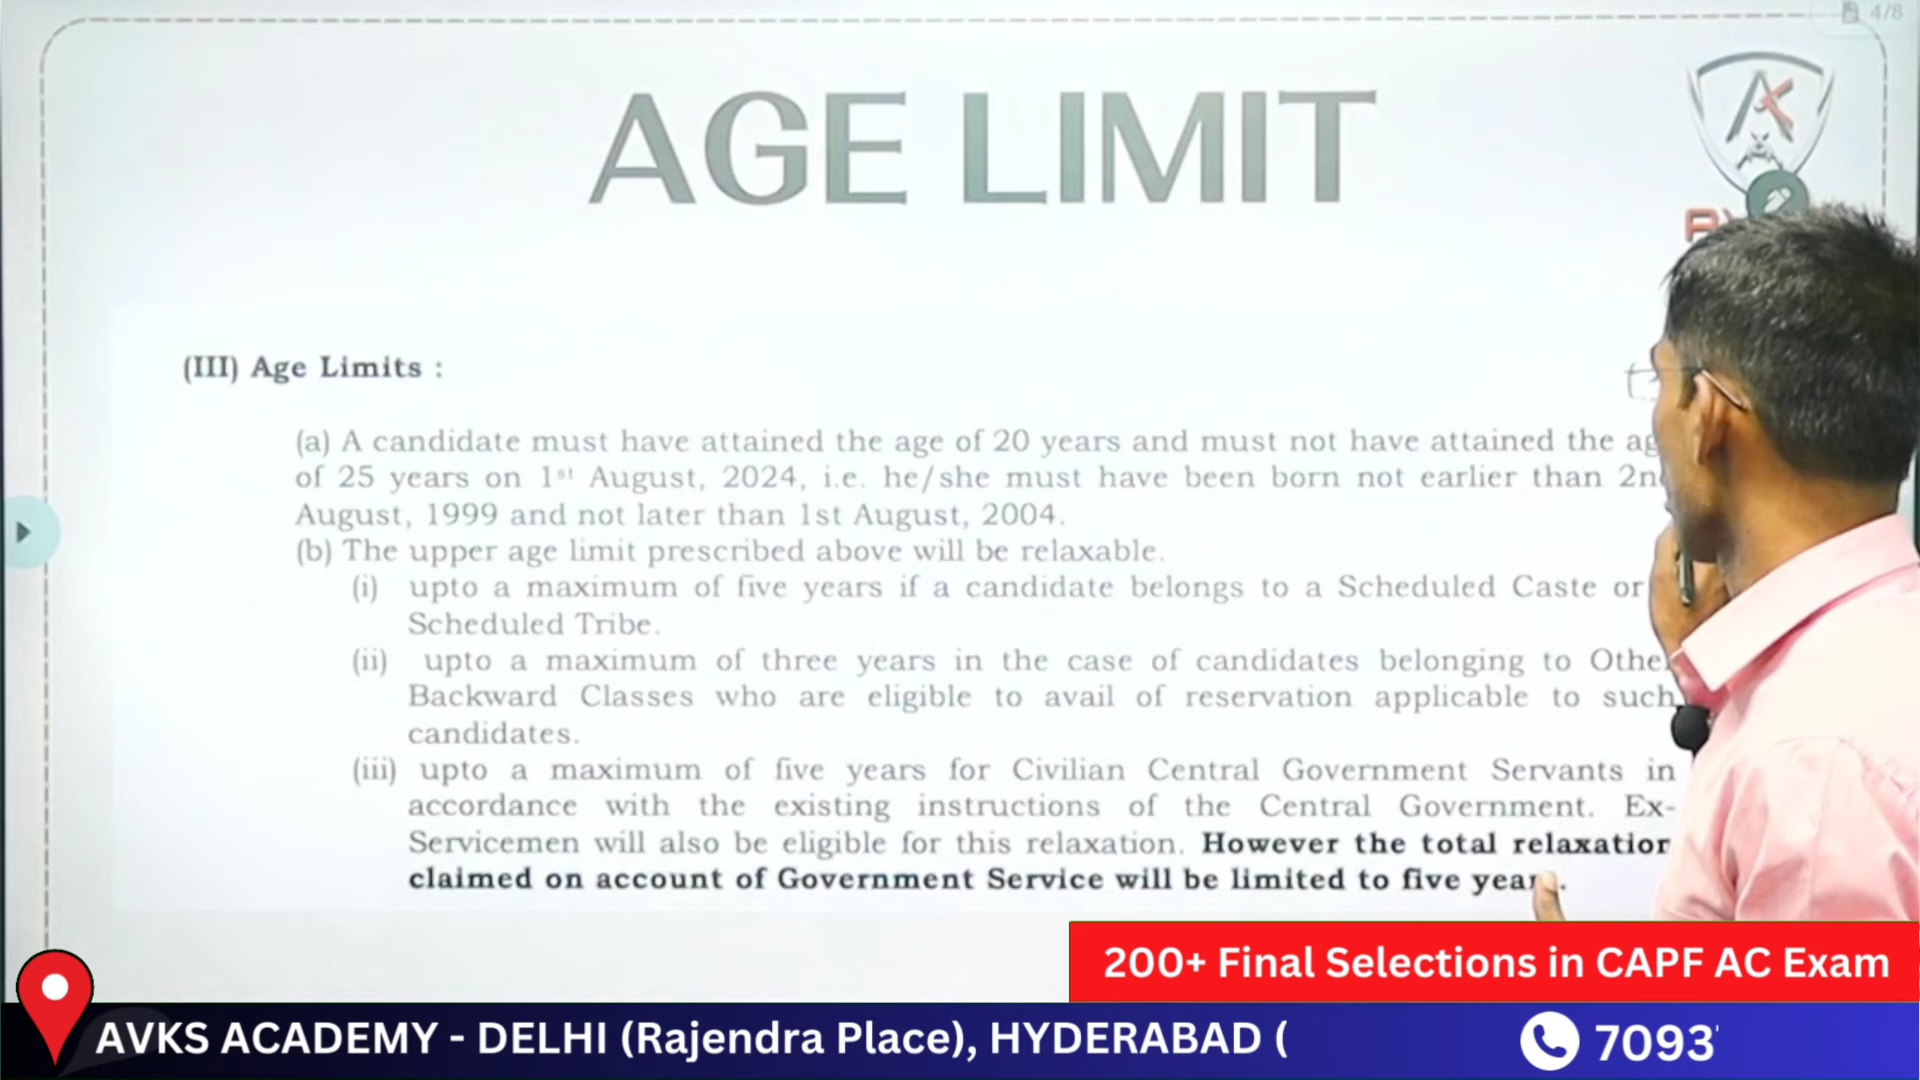 4/8
AGE LIMIT
(III) Age Limits :
(a) A candidate must have attained the age of 20 years and must not have attained the
of 25 years on 1st August, 2024, i.e. he/she must have been born not earlier than
August, 1999 and not later than 1st August, 2004.
(b) The upper age limit prescribed above will be relaxable.
(i) upto a maximum of five years if a candidate belongs to a Scheduled Caste or
Scheduled Tribe.
(ii) upto a maximum of three years in the case of candidates belonging to
Backward Classes who are eligible to avail of reservation applicable to such
candidates.
(iii) upto a maximum of five years for Civilian Central Government Servants in
accordance with the existing instructions of the Central Government. Ex-
Servicemen will also be eligible for this relaxation. However the total
claimed on account of Government Service will be limited to five
200+ Final Selections in CAPF AC Exam
AVKS ACADEMY - DELHI (Rajendra Place), HYDERABAD (
7093